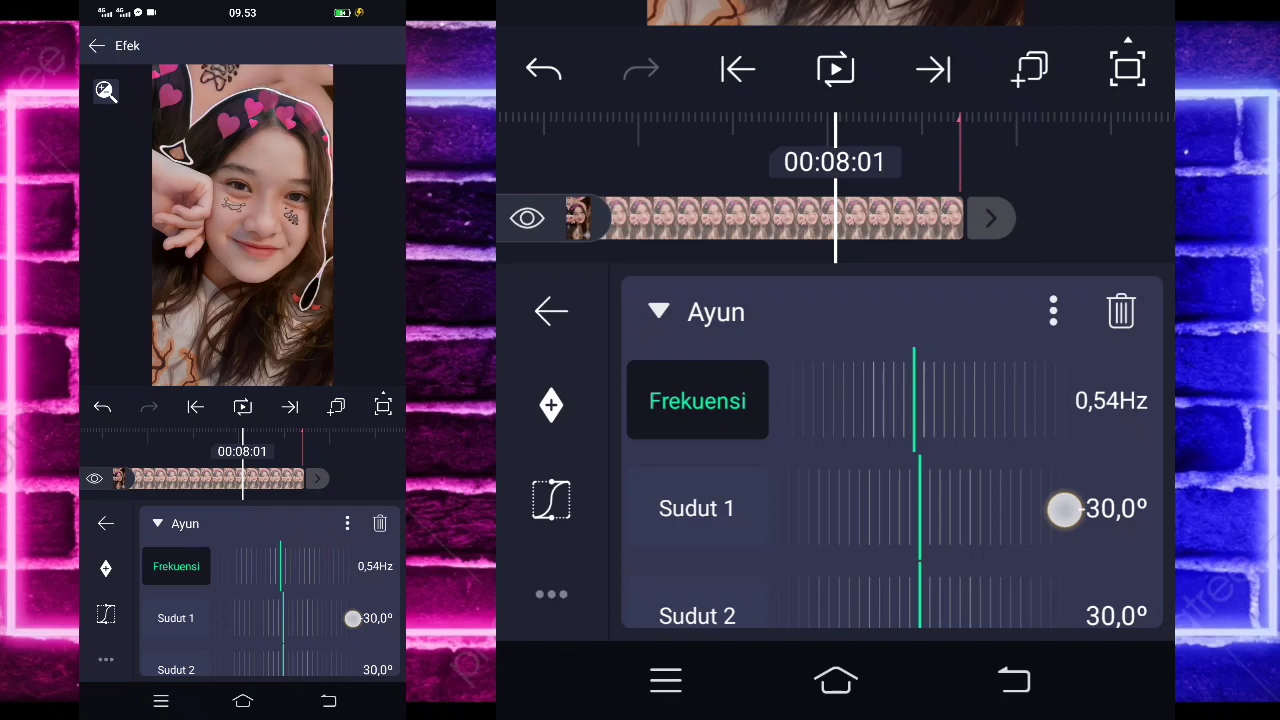 09.53
54
Efek
00:08:01
Ayun
Frekuensi
0,54Hz
Sudut 1
-30,0º
Sudut 2
30,0º
00:08:01
Ayun
Frekuensi
0,54Hz
Sudut 1
-30,0º
Sudut 2
30,0º